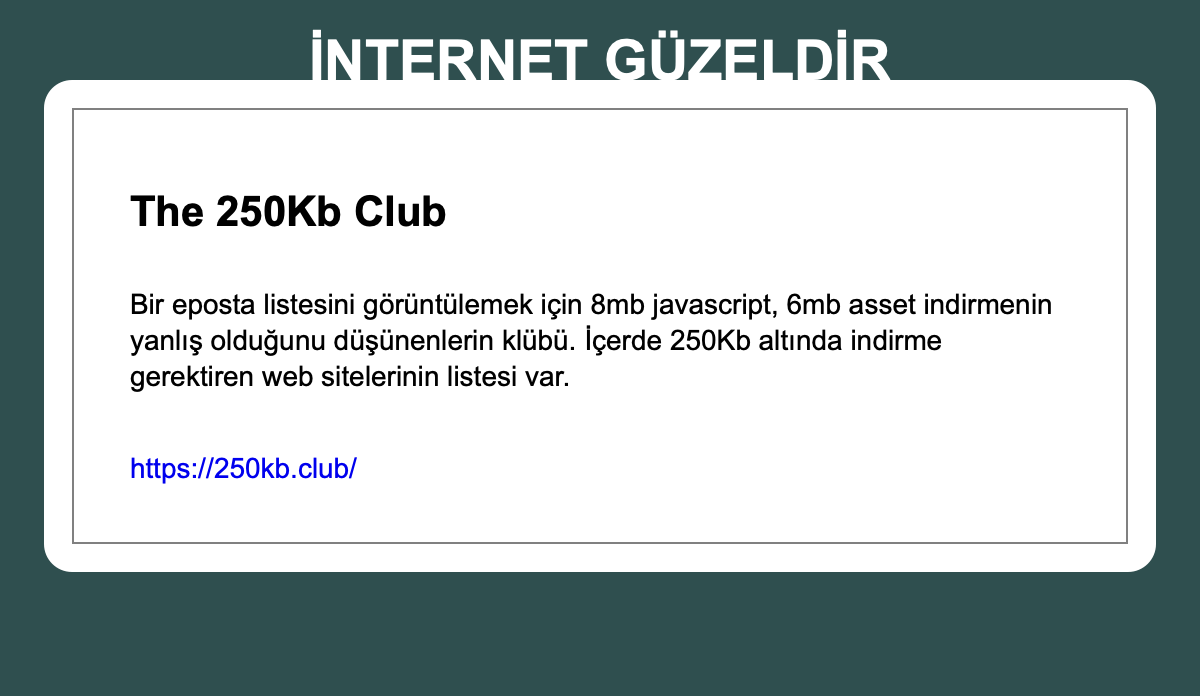 İNTERNET GÜZELDİR
The 250Kb Club
Bir eposta listesini görüntülemek için 8mb javascript, 6mb asset indirmenin
yanlış olduğunu düşünenlerin klübü. İçerde 250Kb altında indirme
gerektiren web sitelerinin listesi var.
https://250kb.club/